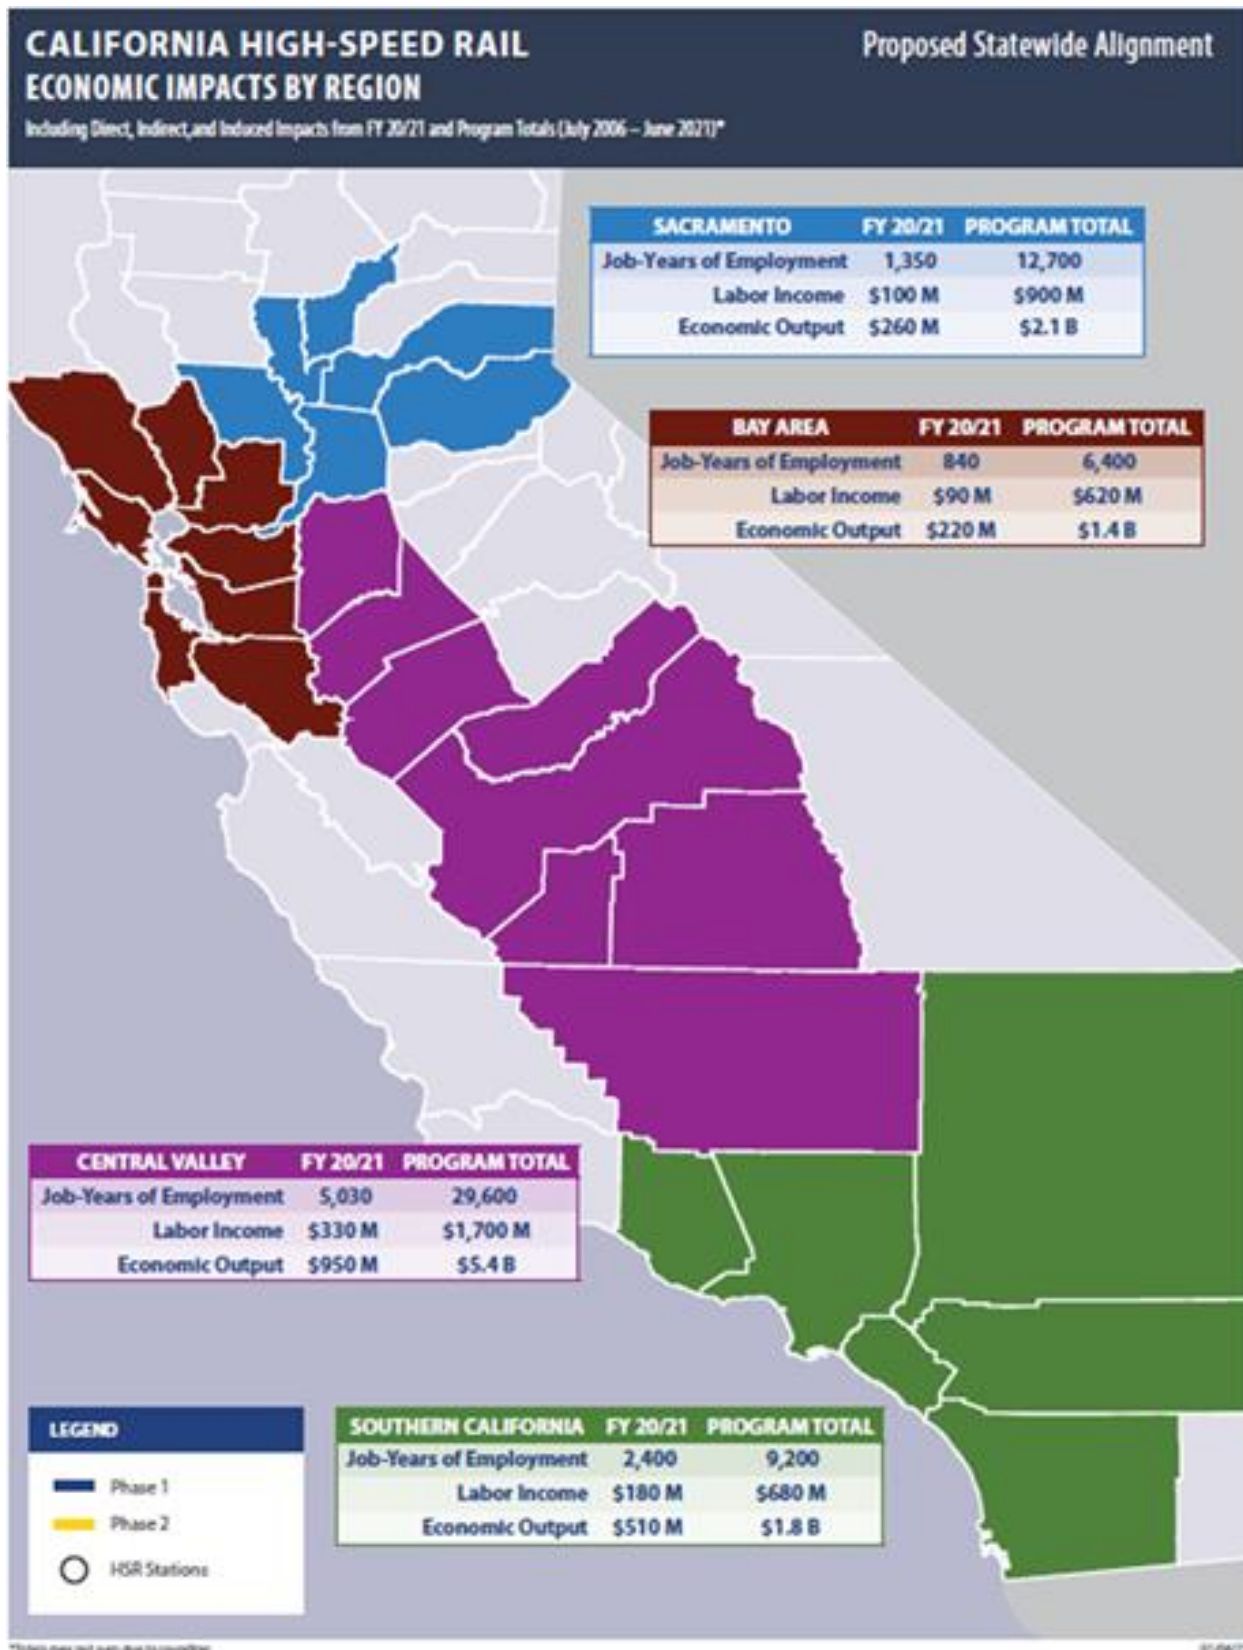 CALIFORNIA HIGH-SPEED RAIL
Proposed Statewide Alignment
ECONOMIC IMPACTS BY REGION
Including Direct, Indirect, and Induced Impacts from FY 20/21 and Program Totals (July 2006 – June 2021)*
SACRAMENTO FY 20/21 PROGRAM TOTAL
Job-Years of Employment 1,350 12,700
Labor Income $100 M $900 M
Economic Output $260 M $2.1 B
BAY AREA FY 20/21 PROGRAM TOTAL
Job-Years of Employment 840 6,400
Labor Income $90 M $620 M
Economic Output $220 M $1.4 B
CENTRAL VALLEY FY 20/21 PROGRAM TOTAL
Job-Years of Employment 5,030 29,600
Labor Income $330 M $1,700 M
Economic Output $950 M $5.4 B
LEGEND
Phase 1
Phase 2
HSR Stations
SOUTHERN CALIFORNIA FY 20/21 PROGRAM TOTAL
Job-Years of Employment 2,400 9,200
Labor Income $180 M $680 M
Economic Output $510 M $1.8 B